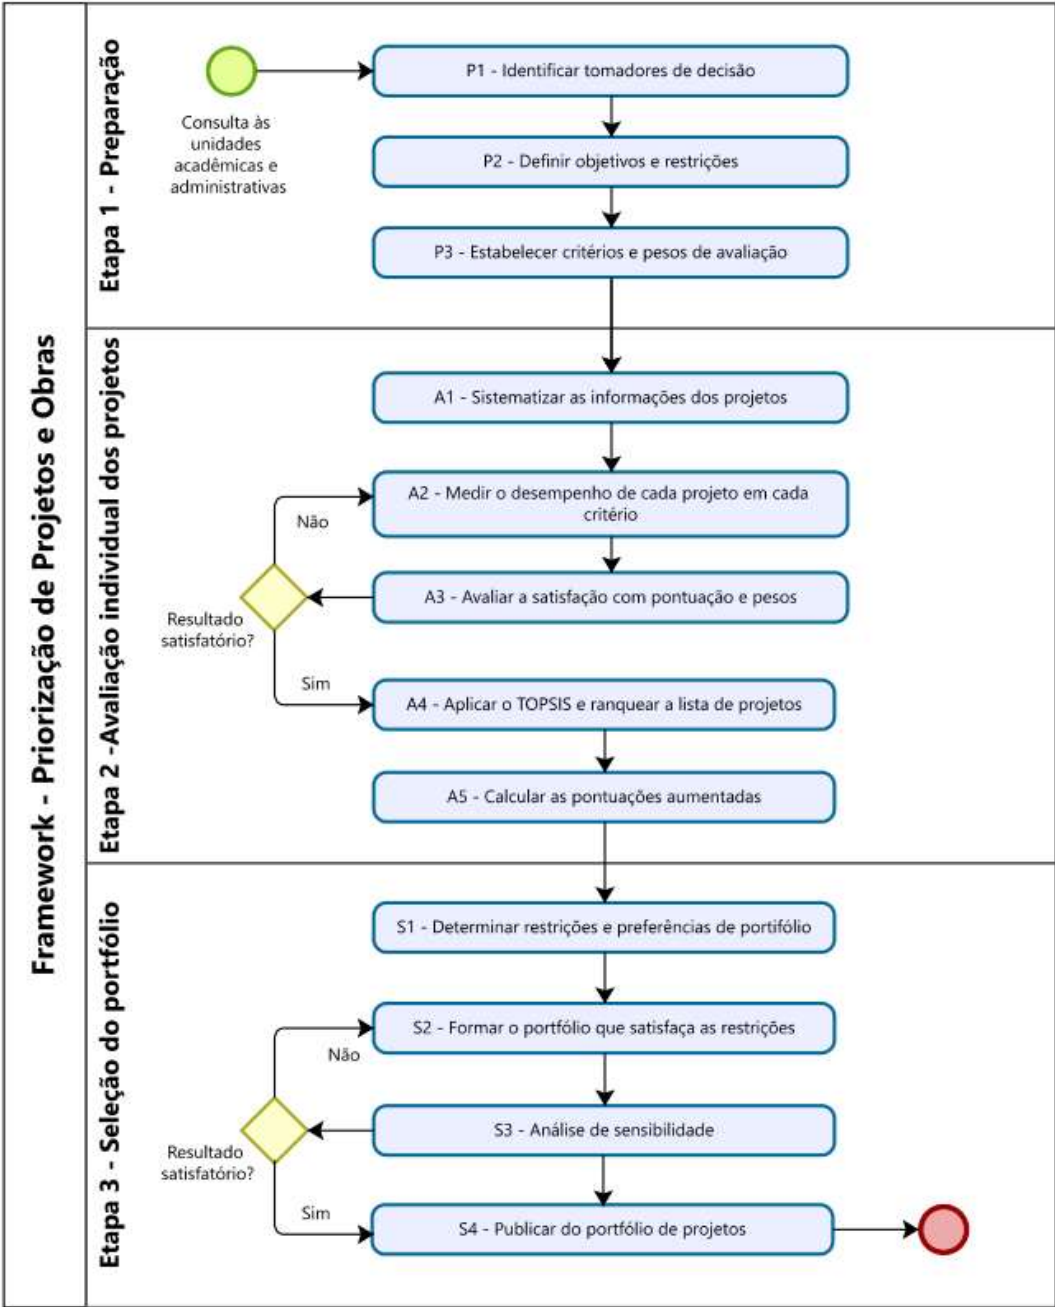 Framework - Priorização de Projetos e Obras
Etapa 1 - Preparação
Consulta às
unidades
acadêmicas e
administrativas
P1 - Identificar tomadores de decisão
P2 - Definir objetivos e restrições
P3 - Estabelecer critérios e pesos de avaliação
Etapa 2 -Avaliação individual dos projetos
A1 - Sistematizar as informações dos projetos
A2 - Medir o desempenho de cada projeto em cada
critério
Não
A3 - Avaliar a satisfação com pontuação e pesos
Resultado
satisfatório?
Sim
A4 - Aplicar o TOPSIS e ranquear a lista de projetos
A5 - Calcular as pontuações aumentadas
Etapa 3 - Seleção do portfólio
S1 - Determinar restrições e preferências de portifólio
S2 - Formar o portfólio que satisfaça as restrições
Não
S3 - Análise de sensibilidade
Resultado
satisfatório?
Sim
S4 - Publicar do portfólio de projetos